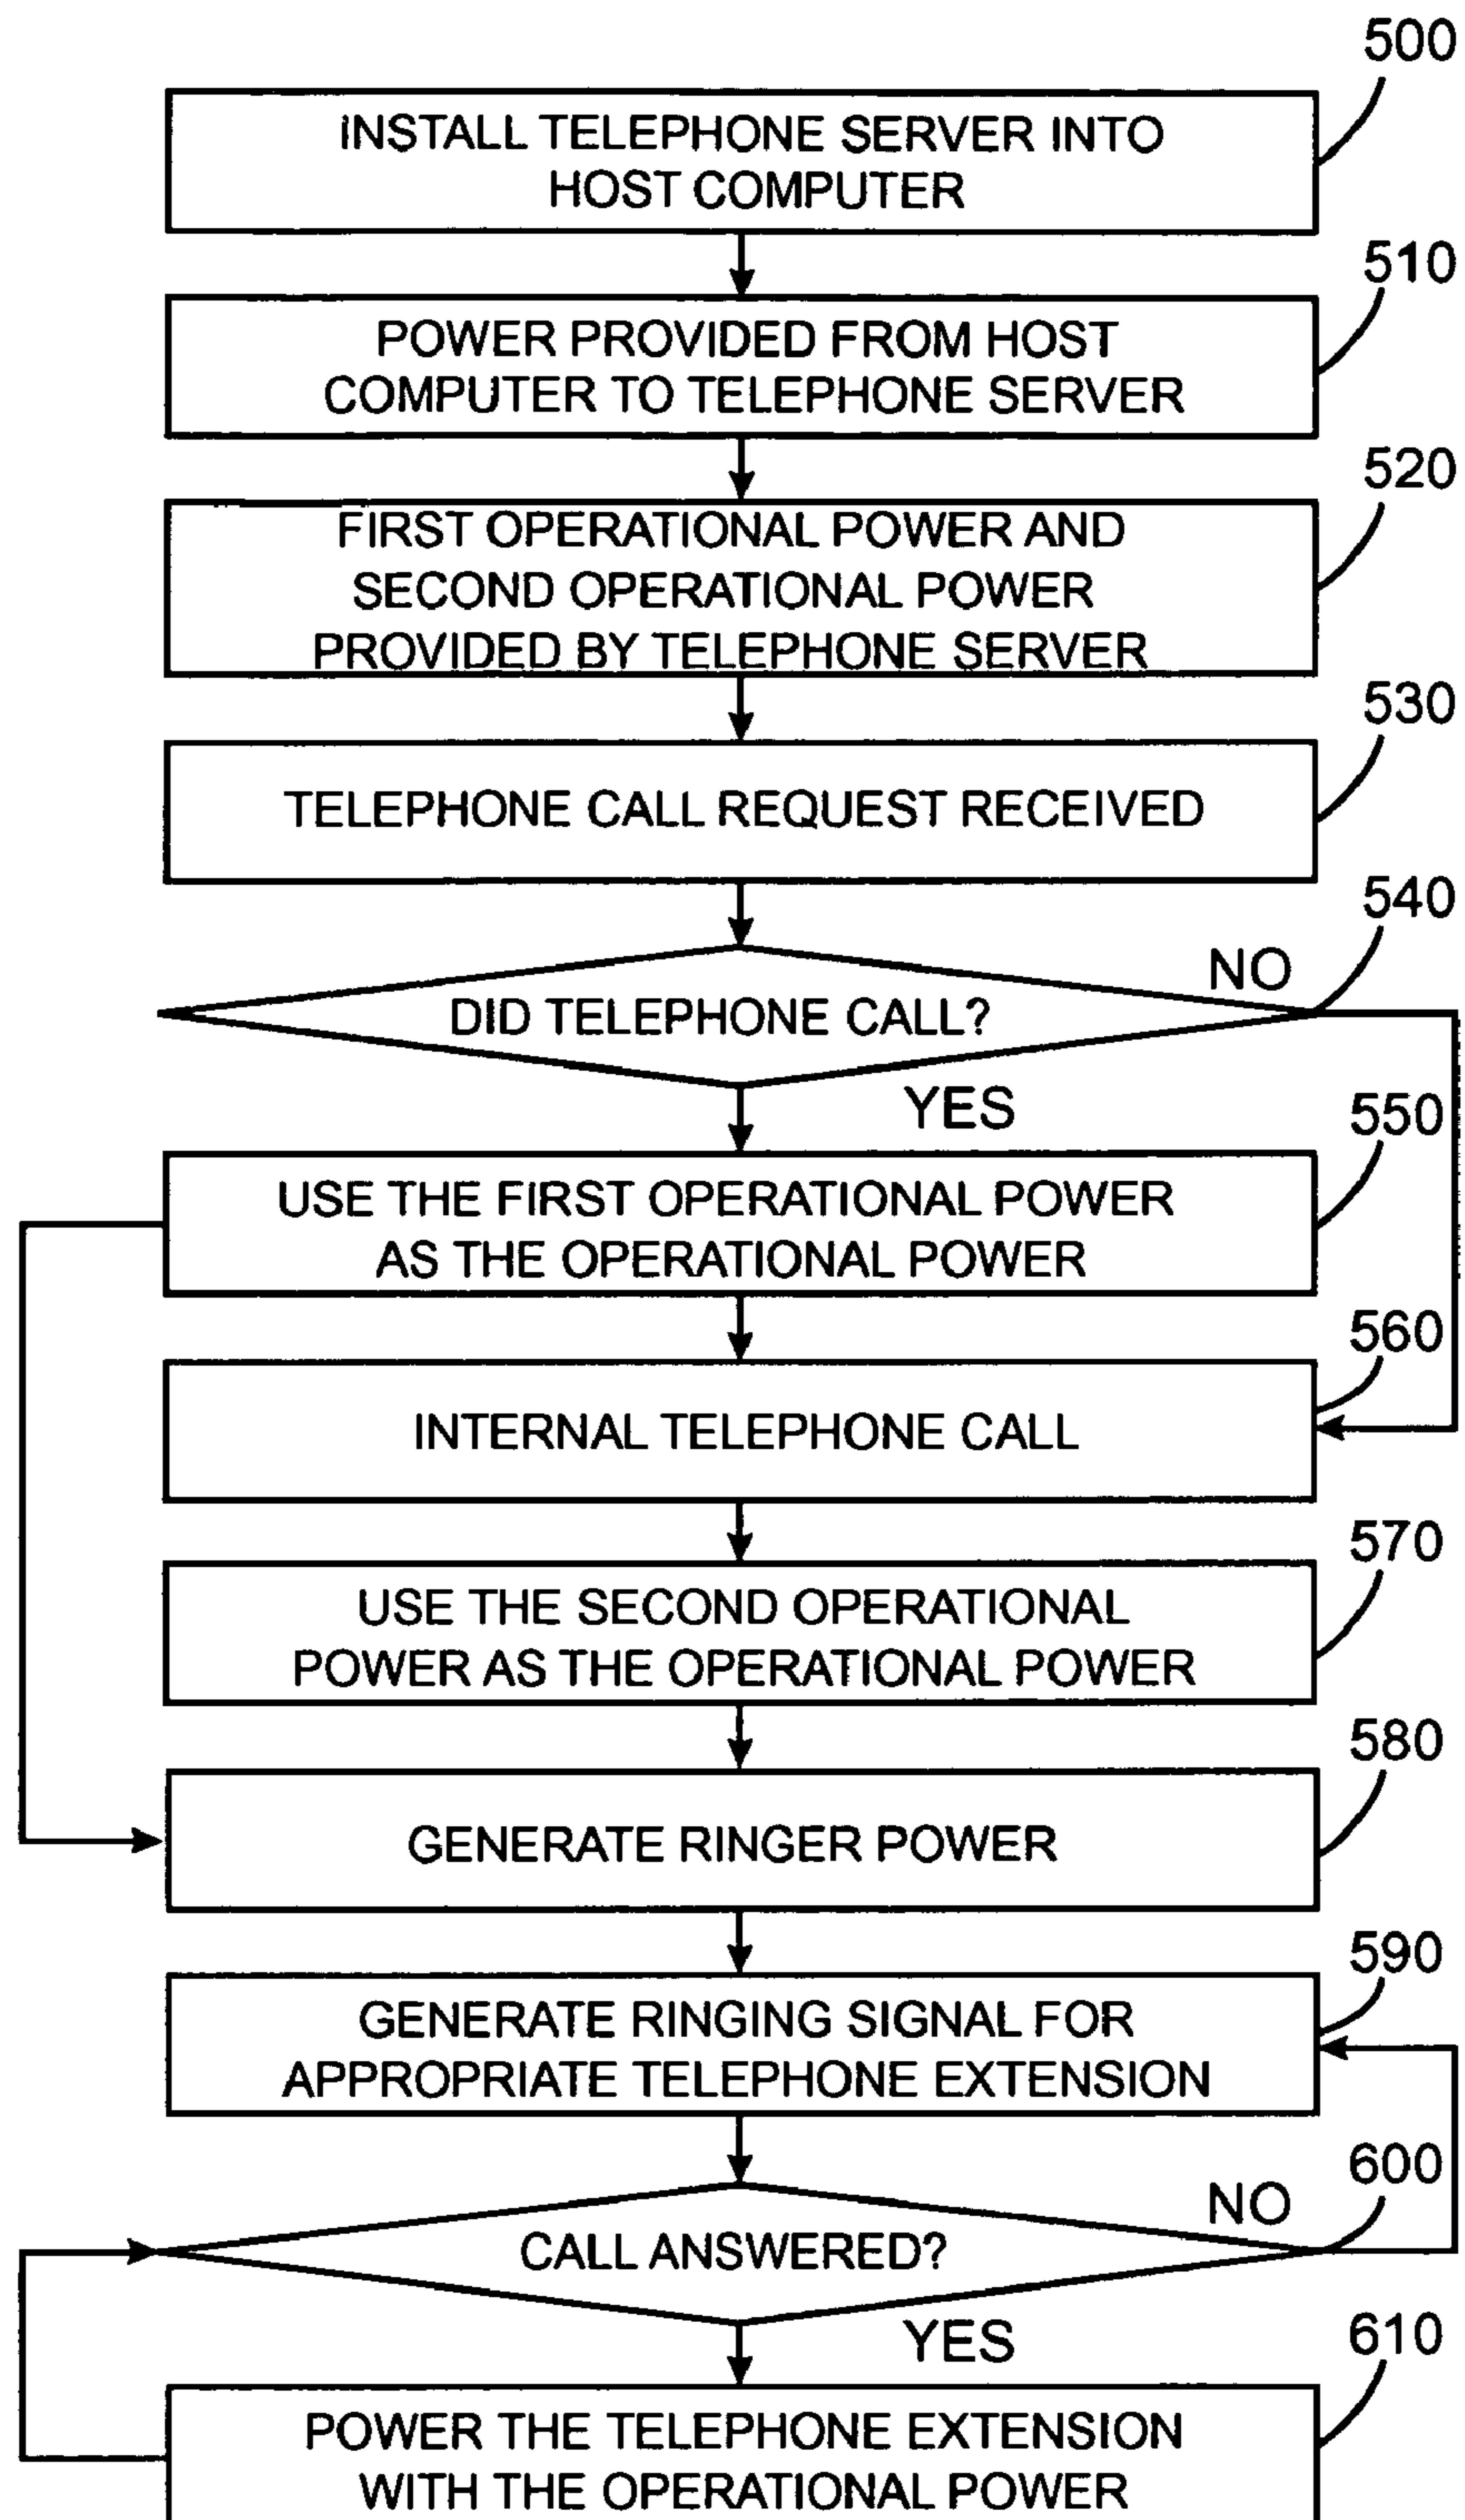 500
INSTALL TELEPHONE SERVER INTO
HOST COMPUTER
510
POWER PROVIDED FROM HOST
COMPUTER TO TELEPHONE SERVER
520
FIRST OPERATIONAL POWER AND
SECOND OPERATIONAL POWER
PROVIDED BY TELEPHONE SERVER
530
TELEPHONE CALL REQUEST RECEIVED
540
NO
DID TELEPHONE CALL?
YES
550
USE THE FIRST OPERATIONAL POWER
AS THE OPERATIONAL POWER
560
INTERNAL TELEPHONE CALL
570
USE THE SECOND OPERATIONAL
POWER AS THE OPERATIONAL POWER
580
GENERATE RINGER POWER
590
GENERATE RINGING SIGNAL FOR
APPROPRIATE TELEPHONE EXTENSION
600
NO
CALL ANSWERED?
YES
610
POWER THE TELEPHONE EXTENSION
WITH THE OPERATIONAL POWER